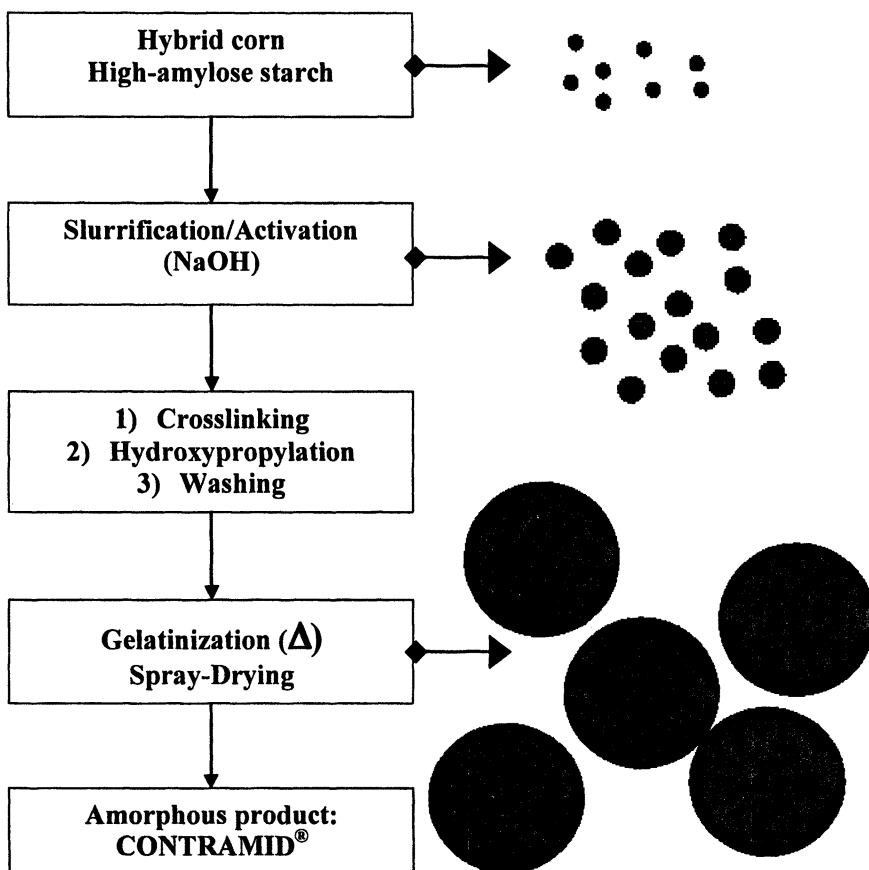 Hybrid corn
High-amylose starch
Slurrification/Activation
(NaOH)
1) Crosslinking
2) Hydroxypropylation
3) Washing
Gelatinization (Δ)
Spray-Drying
Amorphous product:
CONTRAMID®